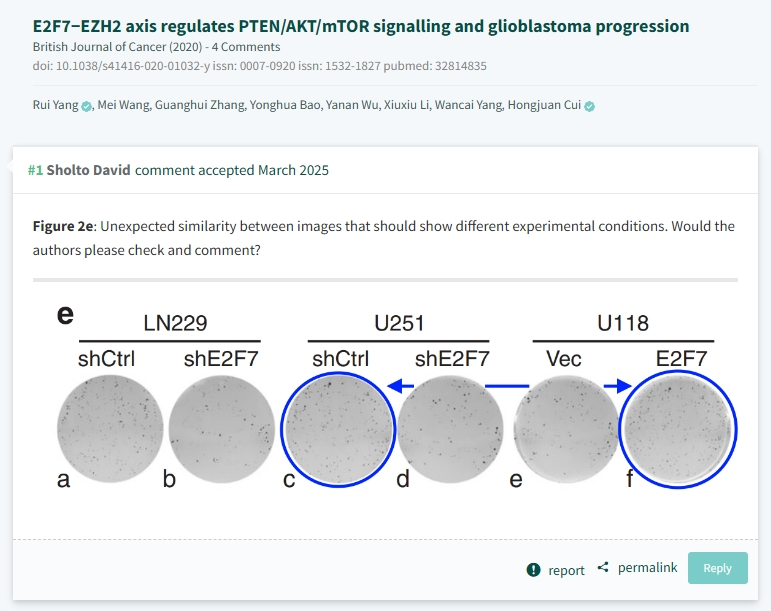 E2F7−EZH2 axis regulates PTEN/AKT/mTOR signalling and glioblastoma progression
British Journal of Cancer (2020) - 4 Comments
doi: 10.1038/s41416-020-01032-y issn: 0007-0920 issn: 1532-1827 pubmed: 32814835
Rui Yang, Mei Wang, Guanghui Zhang, Yonghua Bao, Yanan Wu, Xiuxiu Li, Wancai Yang, Hongjuan Cui
#1 Sholto David comment accepted March 2025
Figure 2e: Unexpected similarity between images that should show different experimental conditions. Would the
authors please check and comment?
e
LN229 U251 U118
shCtrl shE2F7 shCtrl shE2F7 Vec E2F7
a b c d e f
report permalink Reply